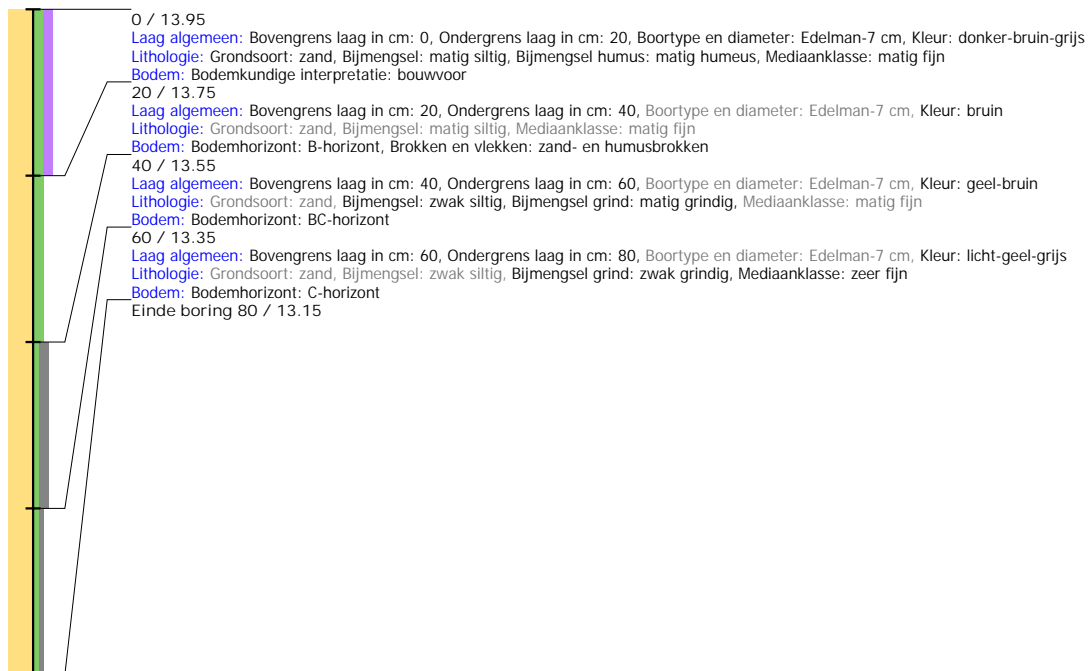 0 / 13.95
Laag algemeen: Bovengrens laag in cm: 0, Ondergrens laag in cm: 20, Boortype en diameter: Edelman-7 cm, Kleur: donker-bruin-grijs
Lithologie: Grondsoort: zand, Bijmengsel: matig siltig, Bijmengsel humus: matig humeus, Mediaanklasse: matig fijn
Bodem: Bodemkundige interpretatie: bouwvoor
20 / 13.75
Laag algemeen: Bovengrens laag in cm: 20, Ondergrens laag in cm: 40, Boortype en diameter: Edelman-7 cm, Kleur: bruin
Lithologie: Grondsoort: zand, Bijmengsel: matig siltig, Mediaanklasse: matig fijn
Bodem: Bodemhorizont: B-horizont, Brokken en vlekken: zand- en humusbrokken
40 / 13.55
Laag algemeen: Bovengrens laag in cm: 40, Ondergrens laag in cm: 60, Boortype en diameter: Edelman-7 cm, Kleur: geel-bruin
Lithologie: Grondsoort: zand, Bijmengsel: zwak siltig, Bijmengsel grind: matig grindig, Mediaanklasse: matig fijn
Bodem: Bodemhorizont: BC-horizont
60 / 13.35
Laag algemeen: Bovengrens laag in cm: 60, Ondergrens laag in cm: 80, Boortype en diameter: Edelman-7 cm, Kleur: licht-geel-grijs
Lithologie: Grondsoort: zand, Bijmengsel: zwak siltig, Bijmengsel grind: zwak grindig, Mediaanklasse: zeer fijn
Bodem: Bodemhorizont: C-horizont
Einde boring 80 / 13.15